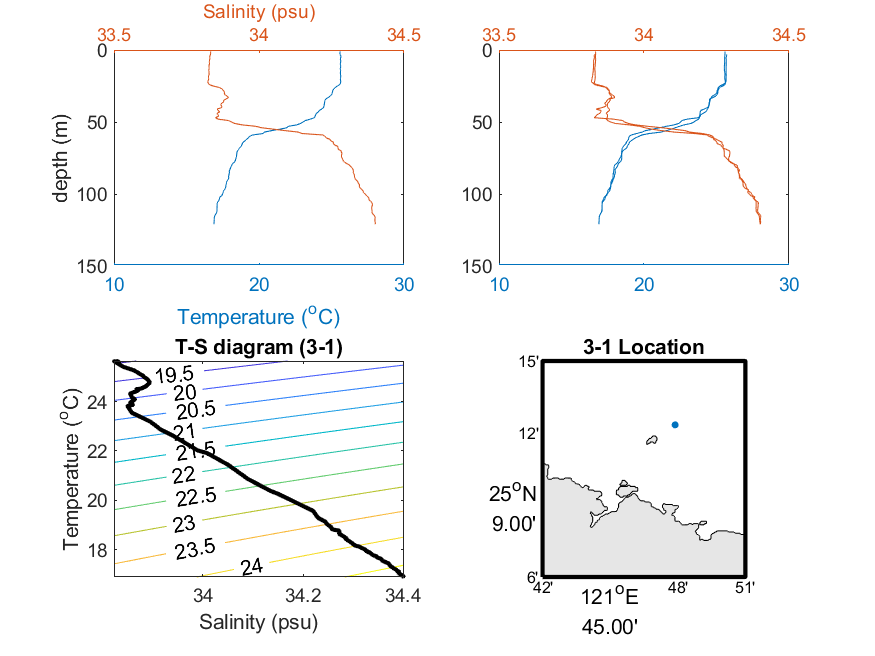 Salinity (psu)
33.5 34 34.5
33.5 34 34.5
0
50
100
150
depth (m)
10 20 30
Temperature (°C)
0
50
100
150
10 20 30
T-S diagram (3-1)
19.5
20
20.5
21
21.5
22
22.5
23
23.5
24
24
22
20
18
Temperature (°C)
34 34.2 34.4
Salinity (psu)
3-1 Location
15'
12'
25°N
9.00'
6'
42' 48' 51'
121°E
45.00'